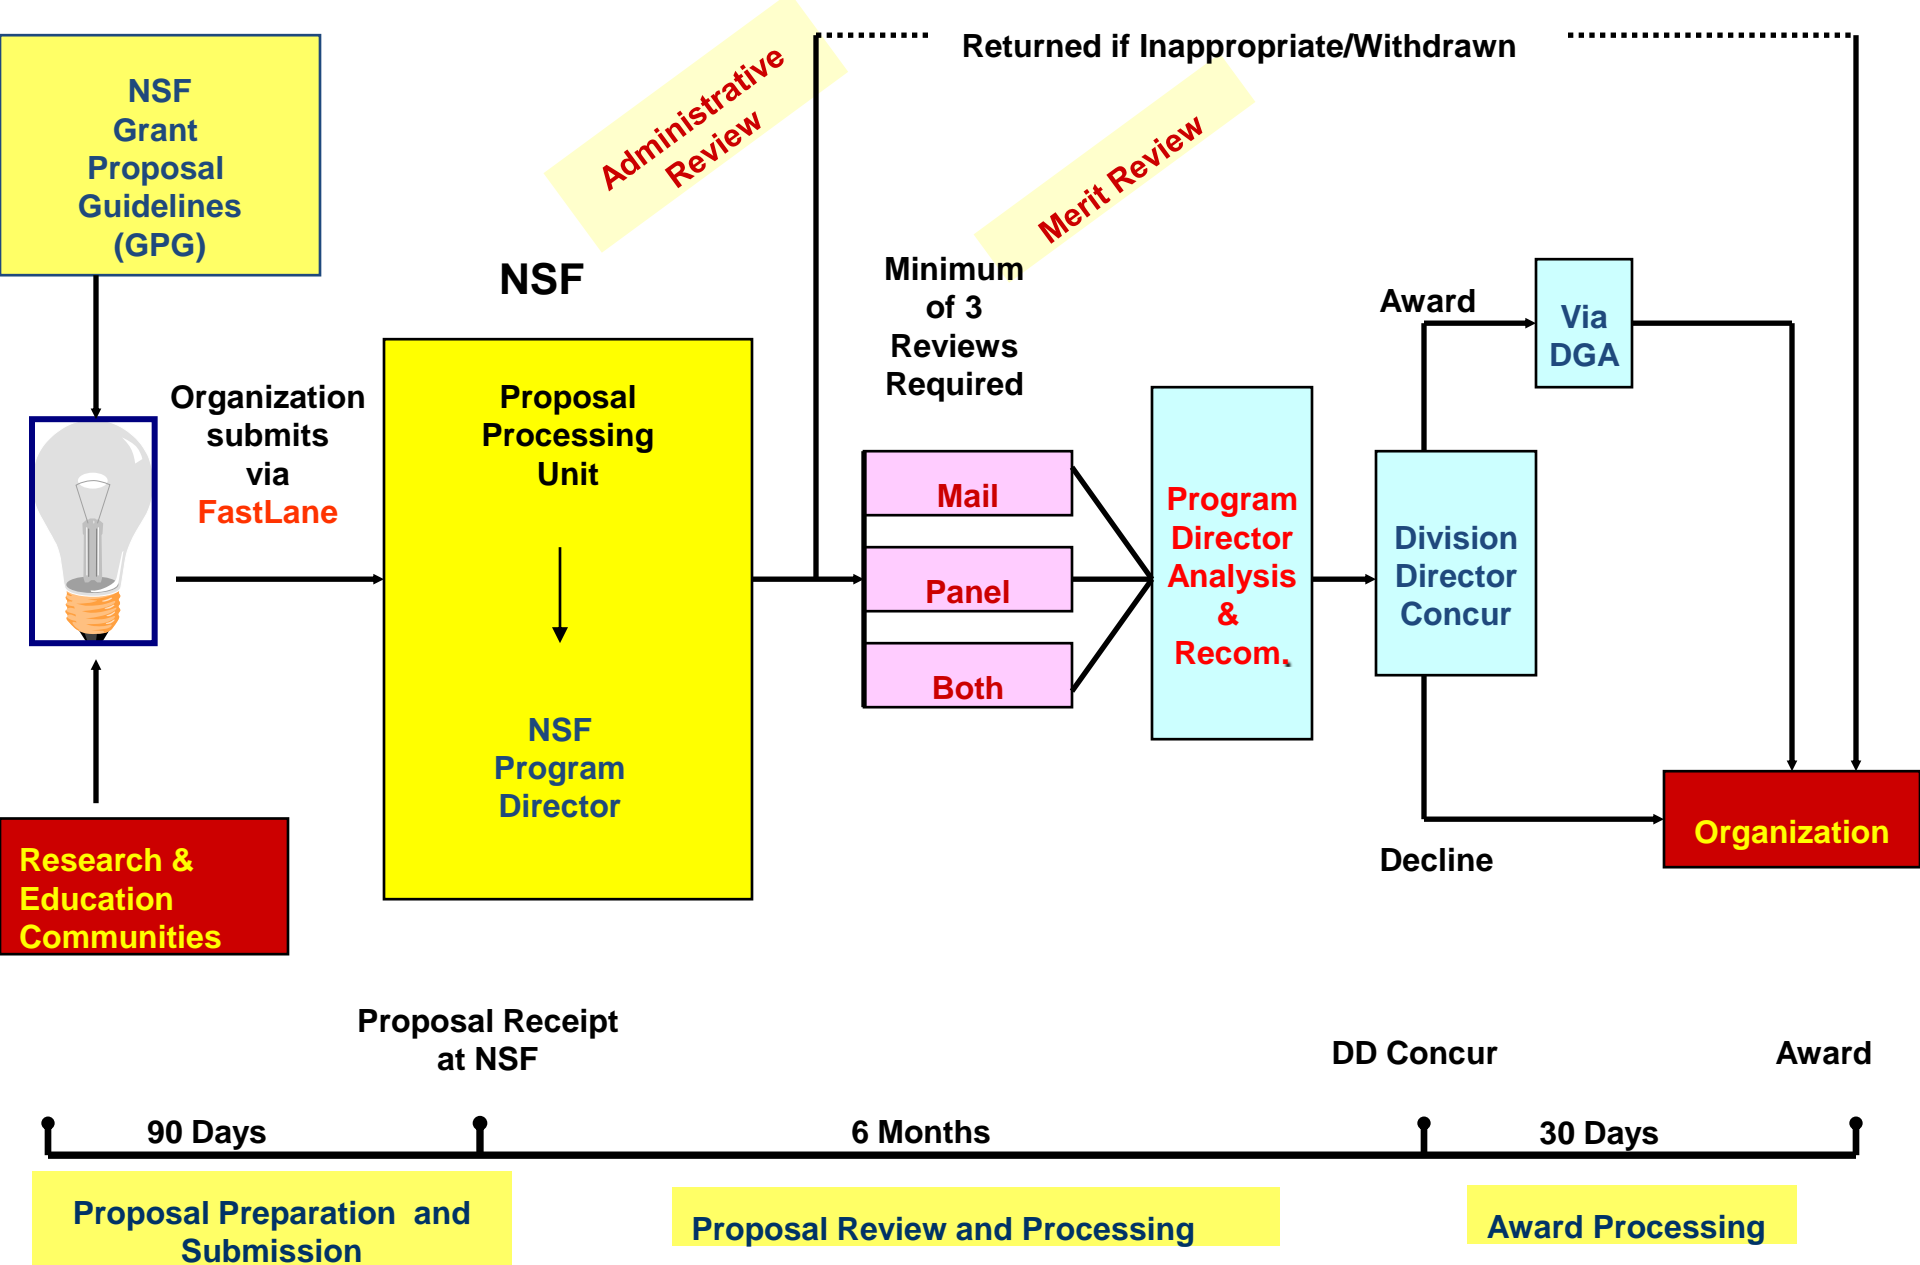 Returned if Inappropriate/Withdrawn
NSF
Grant
Proposal
Guidelines
(GPG)
Administrative
Review
Merit Review
NSF
Minimum
of 3
Reviews
Required
Award
Via
DGA
Organization
submits
via
FastLane
Proposal
Processing
Unit
NSF
Program
Director
Mail
Panel
Both
Program
Director
Analysis
&
Recom.
Division
Director
Concur
Decline
Organization
Research &
Education
Communities
Proposal Receipt
at NSF
DD Concur
Award
90 Days
6 Months
30 Days
Proposal Preparation and
Submission
Proposal Review and Processing
Award Processing